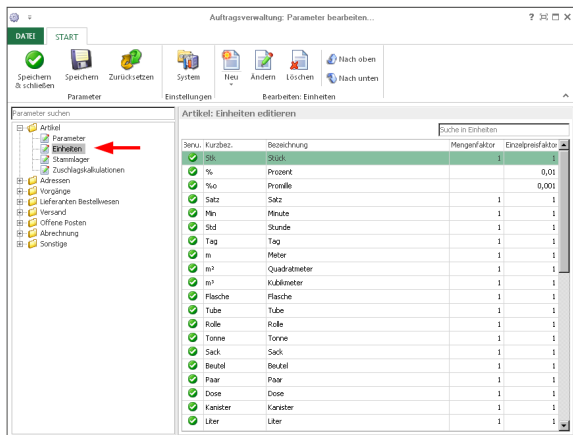 Auftragsverwaltung: Parameter bearbeiten...
DATEI START
Speichern & schließen
Speichern
Zurücksetzen
System
Neu
Ändern
Löschen
Nach oben
Nach unten
Parameter
Einstellungen
Bearbeiten: Einheiten
Parameter suchen
Artikel
Parameter
Einheiten
Stammlager
Zuschlagskalkulationen
Adressen
Vorgänge
Lieferanten Bestellwesen
Versand
Offene Posten
Abrechnung
Sonstige
Artikel: Einheiten editieren
Suche in Einheiten
Benu. Kurzbez. Bezeichnung Mengenfaktor Einzelpreisfaktor
Stk Stück 1 1
% Prozent 0,01
%o Promille 0,001
Satz Satz 1 1
Min Minute 1 1
Std Stunde 1 1
Tag Tag 1 1
m Meter 1 1
m² Quadratmeter 1 1
m³ Kubikmeter 1 1
Flasche Flasche 1 1
Tube Tube 1 1
Rolle Rolle 1 1
Tonne Tonne 1 1
Sack Sack 1 1
Beutel Beutel 1 1
Paar Paar 1 1
Dose Dose 1 1
Kanister Kanister 1 1
Liter Liter 1 1